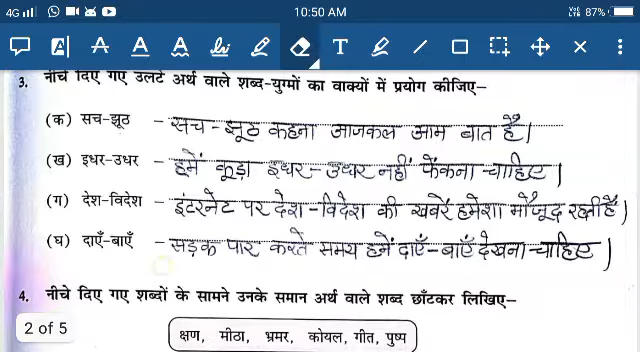 4G 10:50 AM VoLTE 87%
A A A A T
3. नीचे दिए गए उलटे अर्थ वाले शब्द-युग्मों का वाक्यों में प्रयोग कीजिए–
(क) सच-झूठ – सच-झूठ कहना आजकल आम बात है।
(ख) इधर-उधर – हमें कूड़ा इधर-उधर नहीं फेंकना चाहिए।
(ग) देश-विदेश – इंटरनेट पर देश-विदेश की खबरें हमेशा मौजूद रहती हैं।
(घ) दाएँ-बाएँ – सड़क पार करते समय हमें दाएँ-बाएँ देखना चाहिए।
4. नीचे दिए गए शब्दों के सामने उनके समान अर्थ वाले शब्द छाँटकर लिखिए–
2 of 5
क्षण, मीठा, भ्रमर, कोयल, गीत, पुष्प